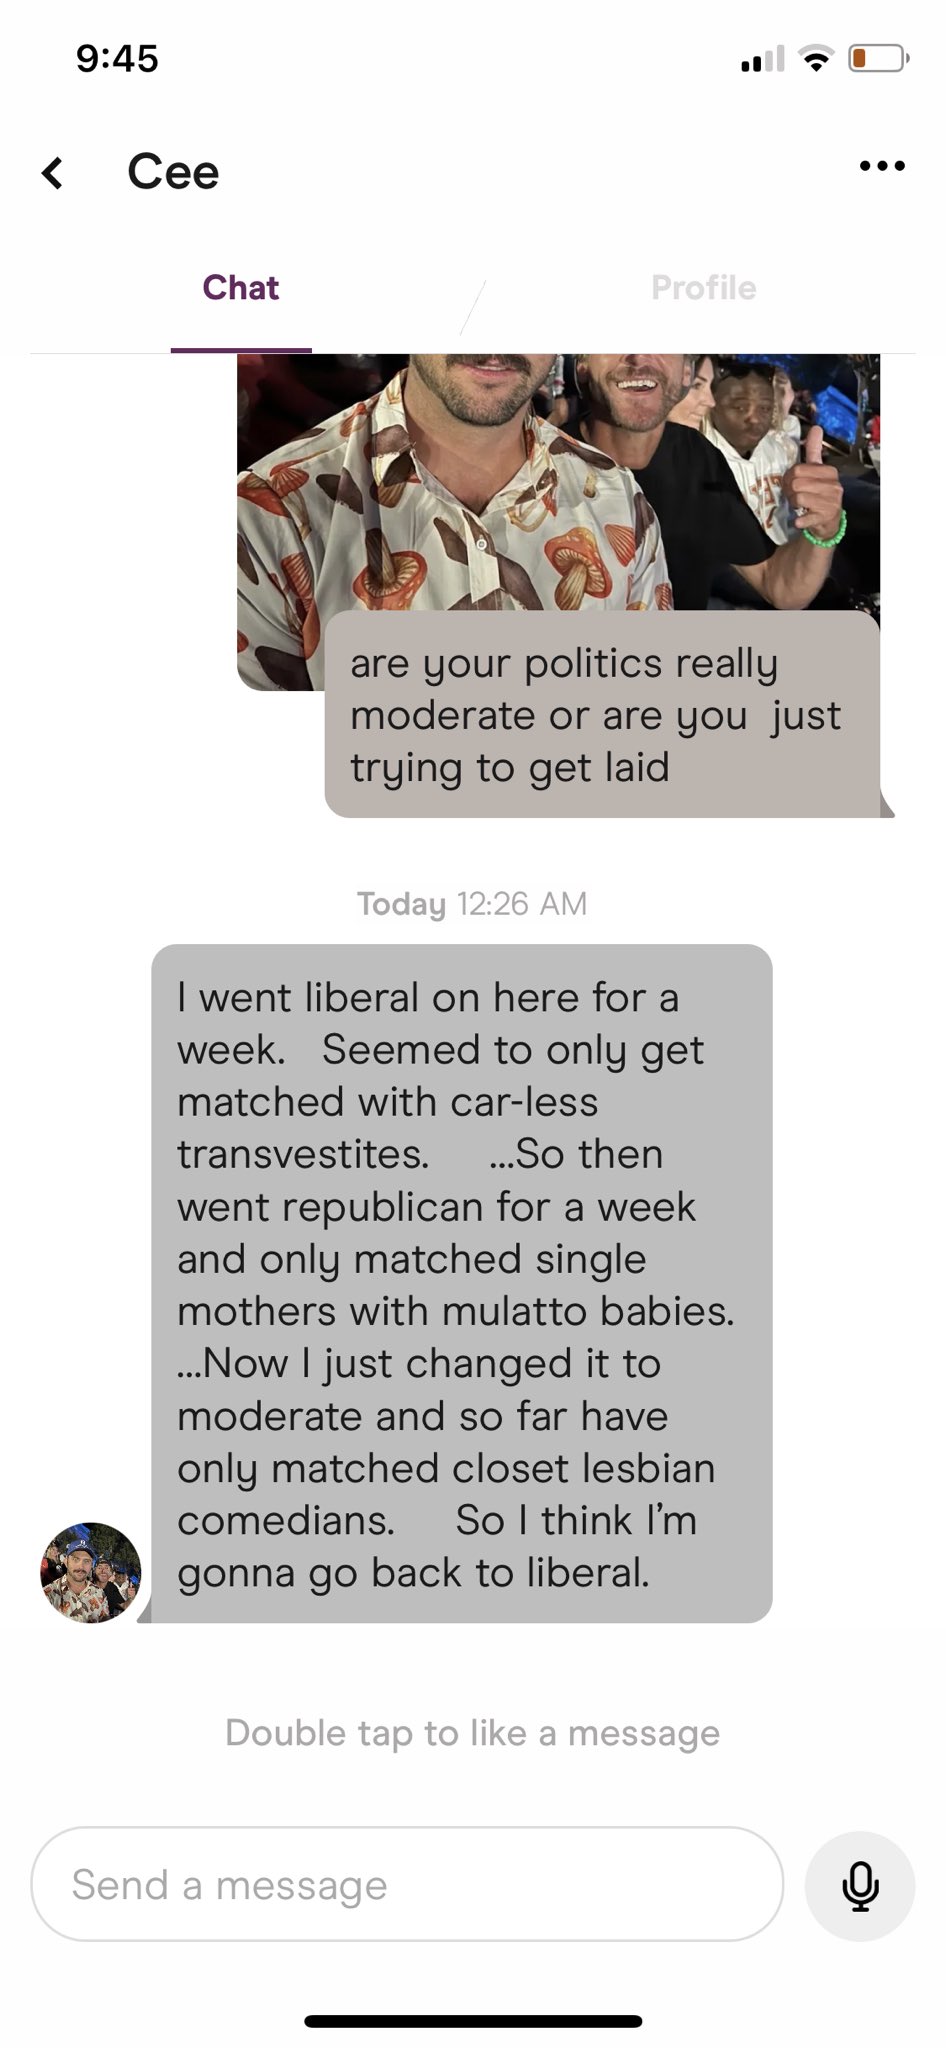 9:45
Cee
Chat
Profile
are your politics really
moderate or are you  just
trying to get laid
Today 12:26 AM
I went liberal on here for a
week.   Seemed to only get
matched with car-less
transvestites.     ...So then
went republican for a week
and only matched single
mothers with mulatto babies.
...Now I just changed it to
moderate and so far have
only matched closet lesbian
comedians.     So I think I’m
gonna go back to liberal.
Double tap to like a message
Send a message